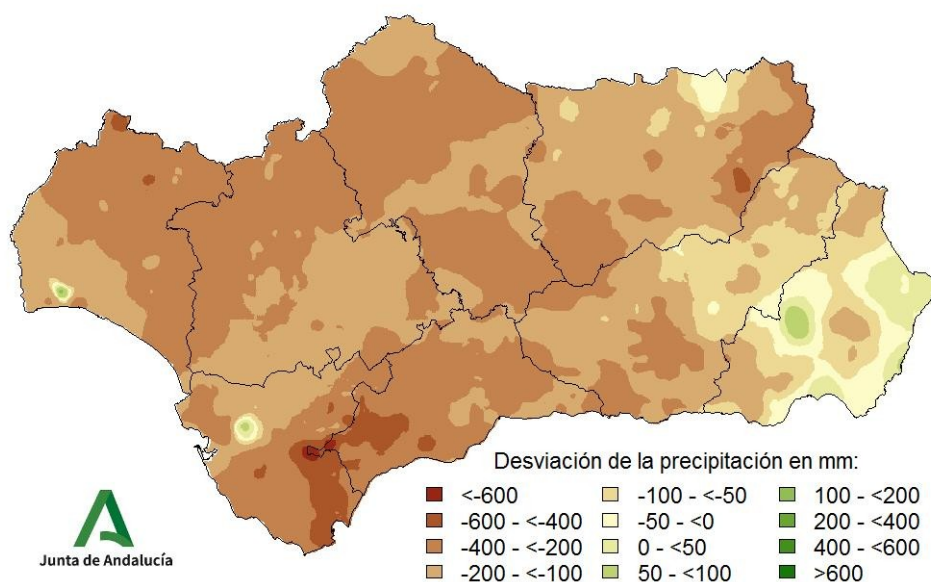 Desviación de la precipitación en mm:
<-600
-600 - <-400
-400 - <-200
-200 - <-100
-100 - <-50
-50 - <0
0 - <50
50 - <100
100 - <200
200 - <400
400 - <600
>600
Junta de Andalucía